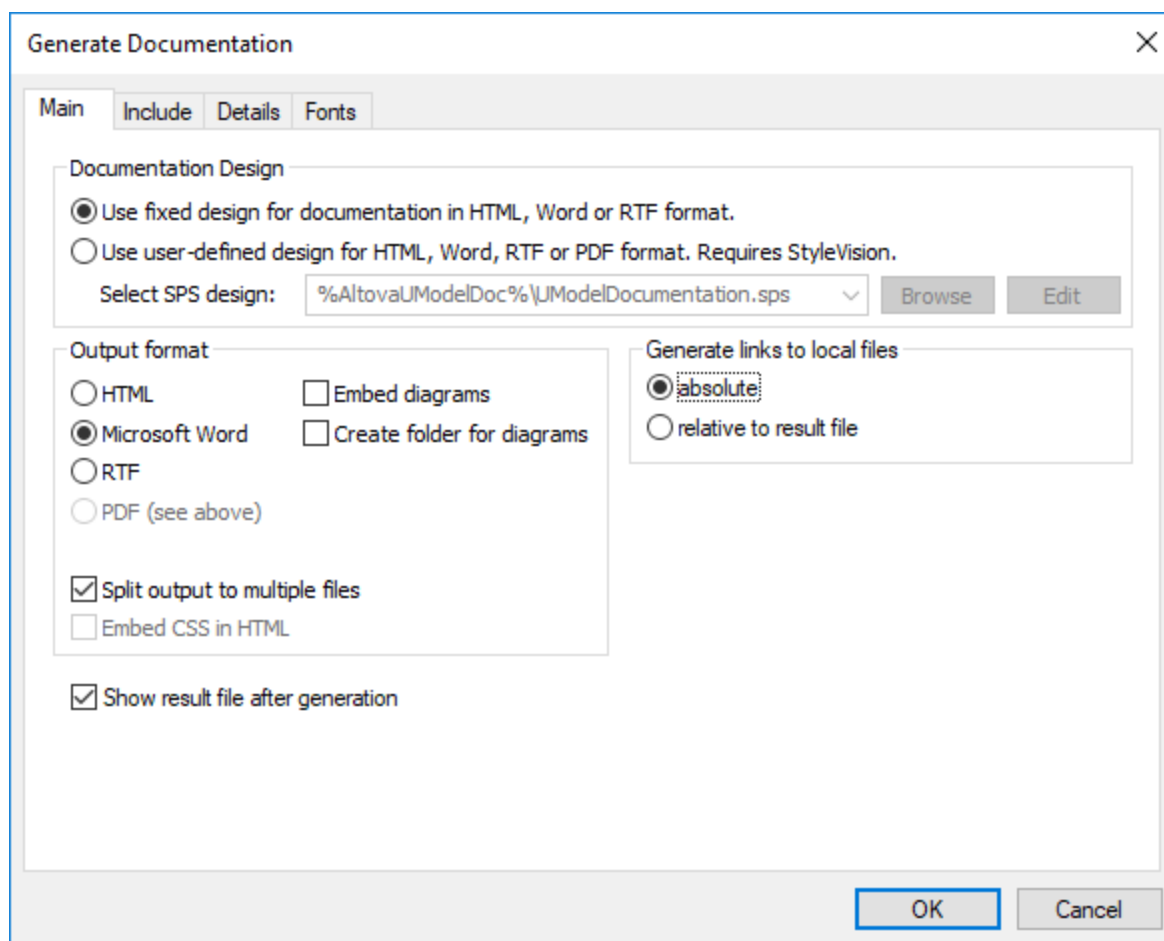 Generate Documentation
Main Include Details Fonts
Documentation Design
Use fixed design for documentation in HTML, Word or RTF format.
Use user-defined design for HTML, Word, RTF or PDF format. Requires StyleVision.
Select SPS design: %AltovaUModelDoc%\UModelDocumentation.sps Browse Edit
Output format
HTML Embed diagrams
Microsoft Word Create folder for diagrams
RTF
PDF (see above)
Split output to multiple files
Embed CSS in HTML
Generate links to local files
absolute
relative to result file
Show result file after generation
OK Cancel